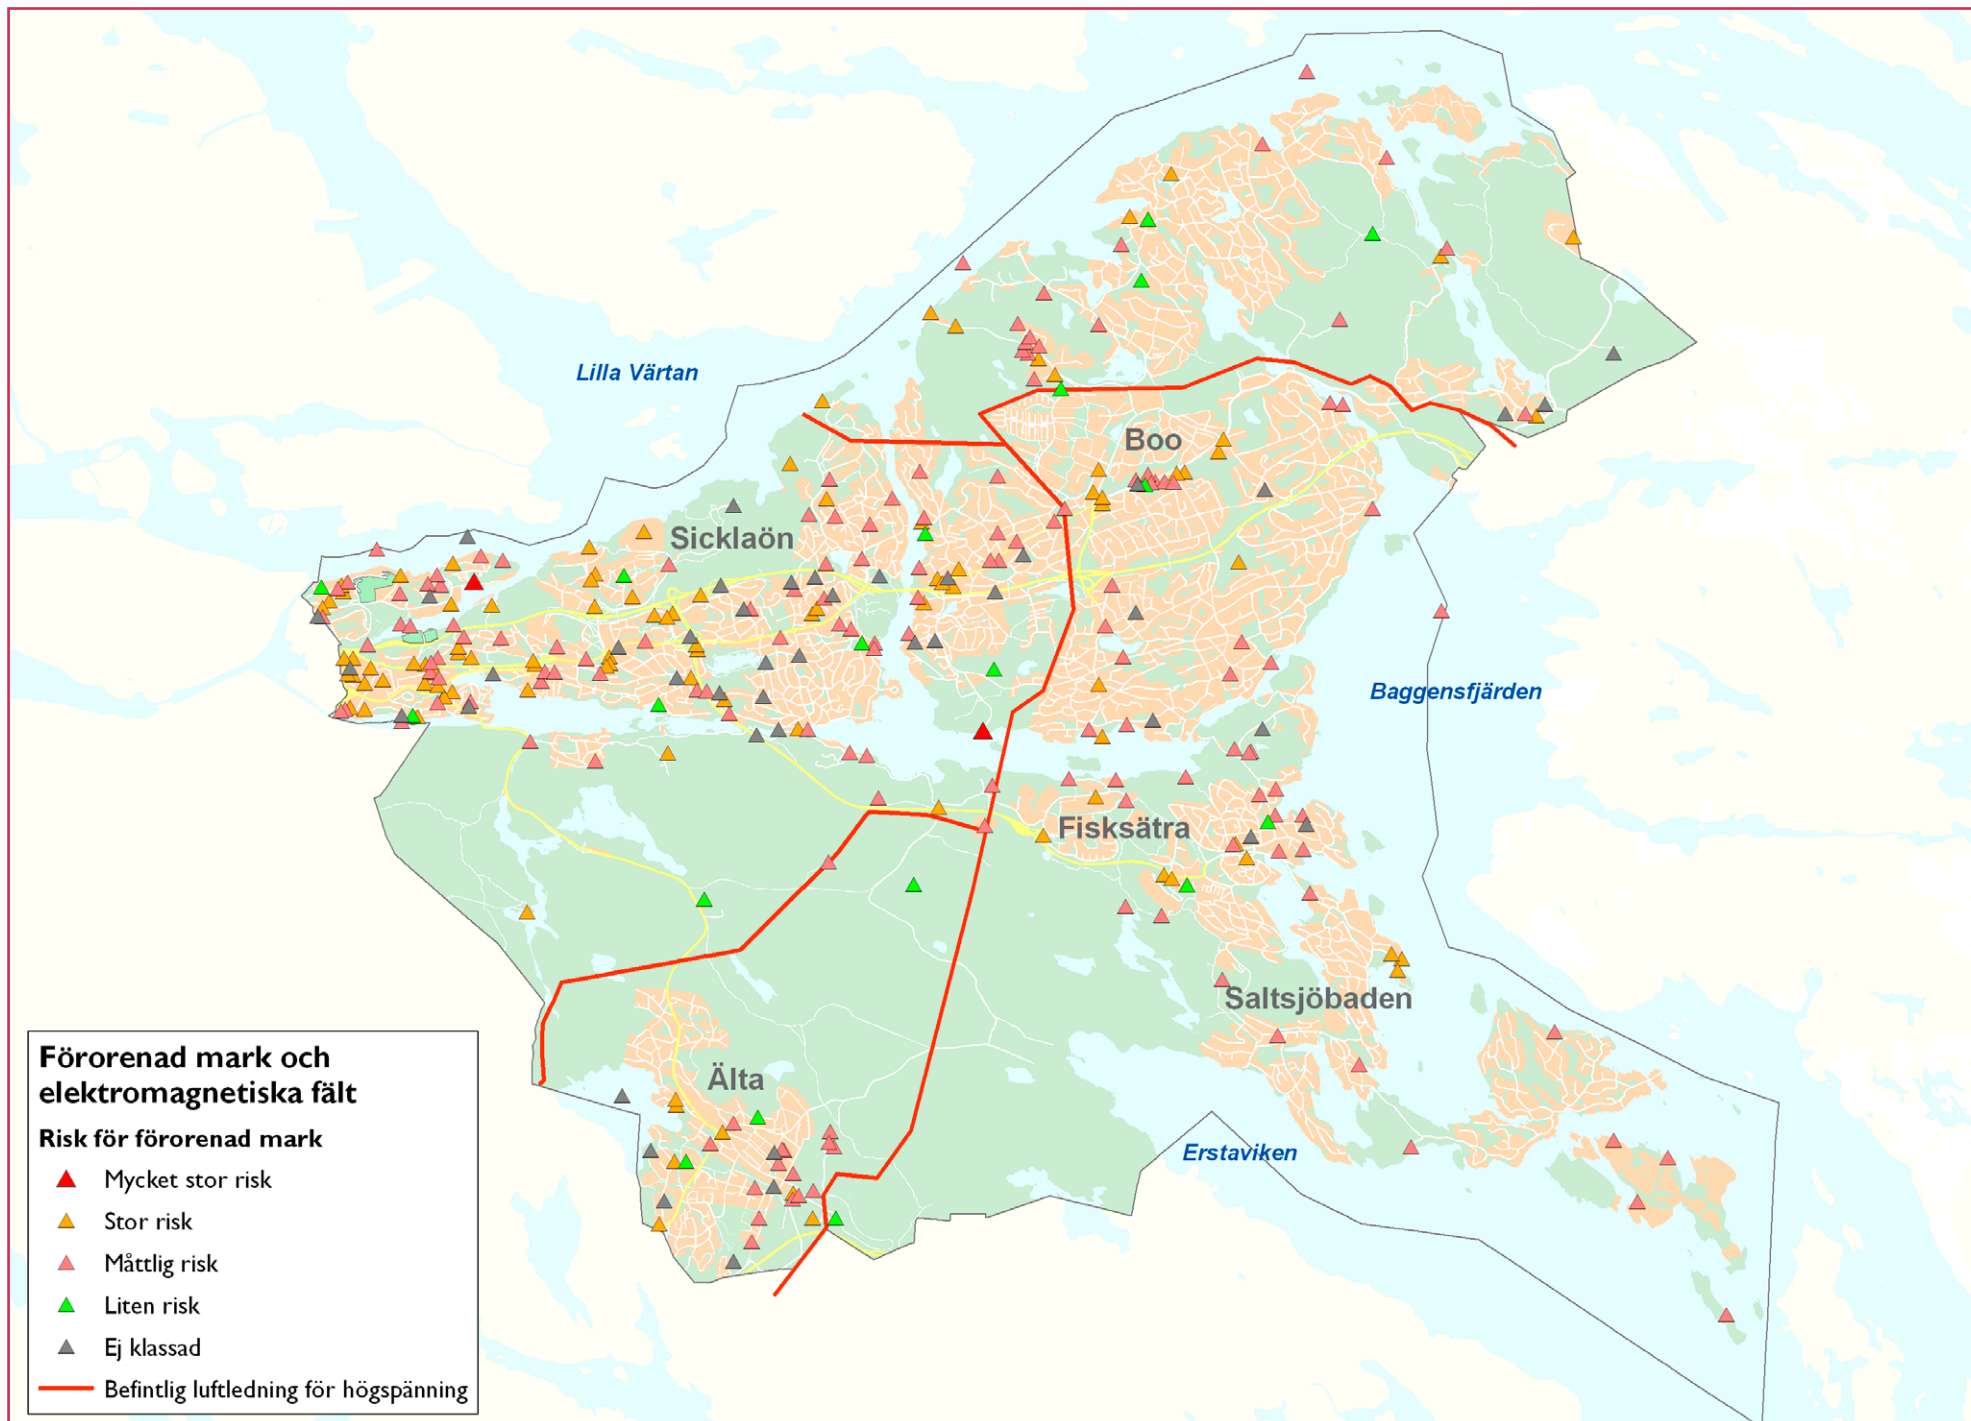 Lilla Värtan
Boo
Sicklaön
Baggensfjärden
Fisksätra
Saltsjöbaden
Älta
Erstaviken
Förorenad mark och
elektromagnetiska fält
Risk för förorenad mark
Mycket stor risk
Stor risk
Måttlig risk
Liten risk
Ej klassad
Befintlig luftledning för högspänning